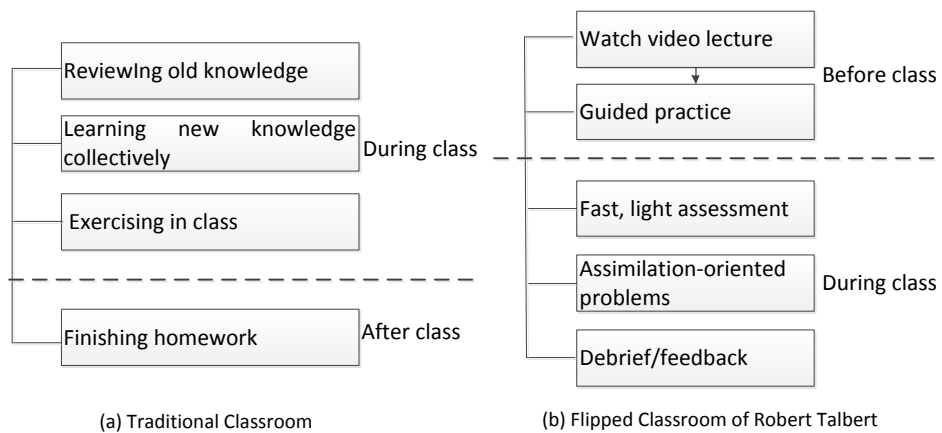 ReviewIng old knowledge
Learning new knowledge
collectively
During class
Exercising in class
Finishing homework
After class
(a) Traditional Classroom
Watch video lecture
Before class
Guided practice
Fast, light assessment
Assimilation-oriented
problems
During class
Debrief/feedback
(b) Flipped Classroom of Robert Talbert